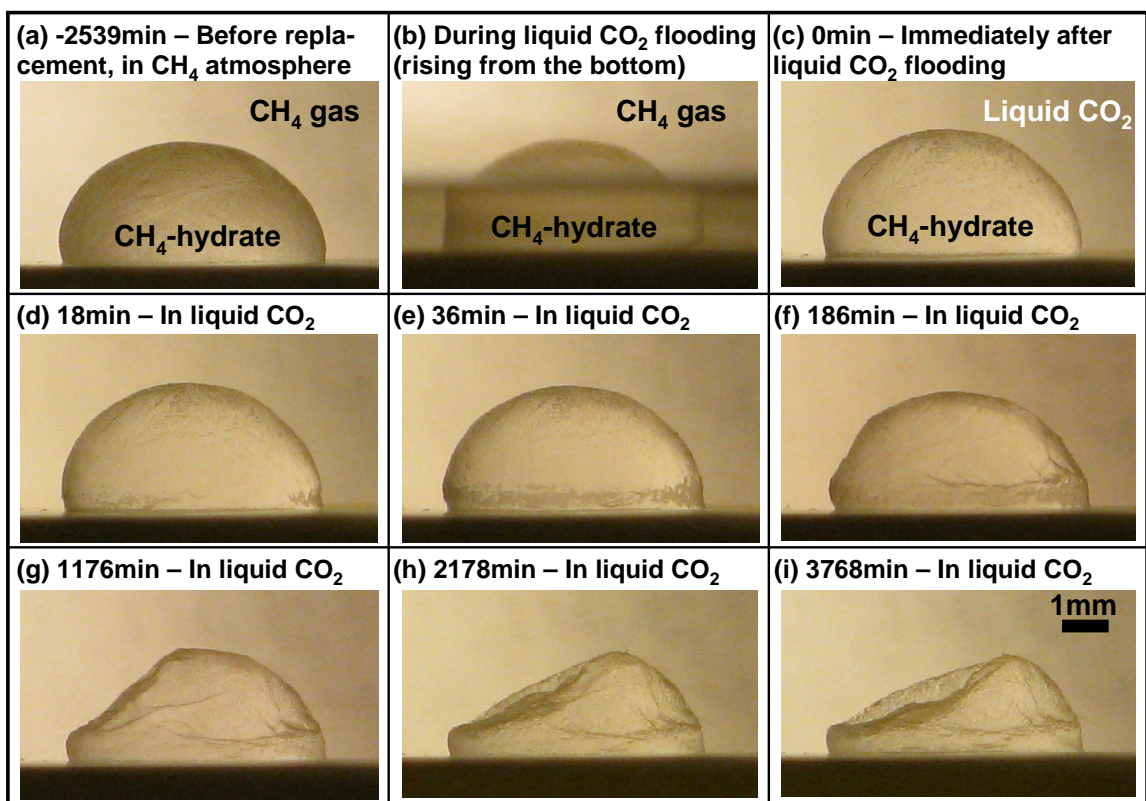 (a) -2539min – Before repla-
cement, in CH₄ atmosphere
CH₄ gas
CH₄-hydrate
(b) During liquid CO₂ flooding
(rising from the bottom)
CH₄ gas
CH₄-hydrate
(c) 0min – Immediately after
liquid CO₂ flooding
Liquid CO₂
CH₄-hydrate
(d) 18min – In liquid CO₂
(e) 36min – In liquid CO₂
(f) 186min – In liquid CO₂
(g) 1176min – In liquid CO₂
(h) 2178min – In liquid CO₂
(i) 3768min – In liquid CO₂
1mm